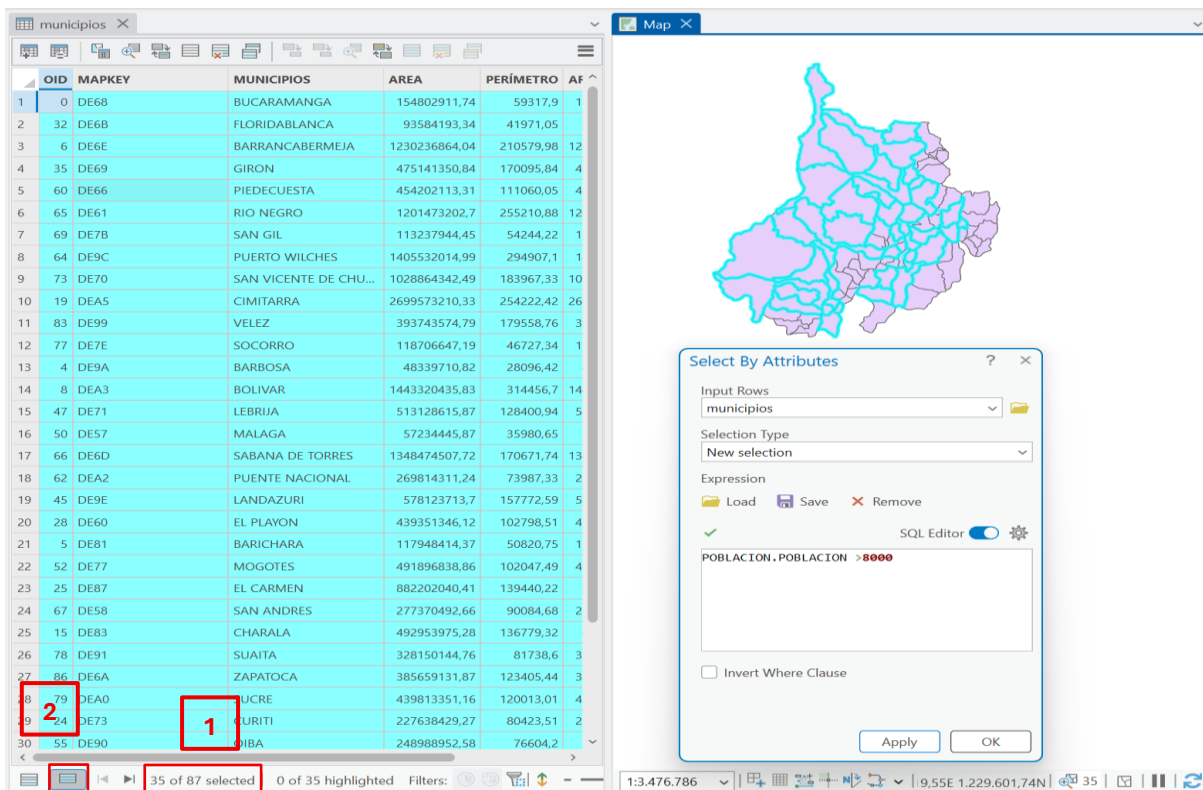 municipios
OID MAPKEY MUNICIPIOS AREA PERÍMETRO AR
1 0 DE68 BUCARAMANGA 154802911,74 59317,9 1
2 32 DE6B FLORIDABLANCA 93584193,34 41971,05
3 6 DE6E BARRANCABERMEJA 1230236864,04 210579,98 12
4 35 DE69 GIRON 475141350,84 170095,84 4
5 60 DE66 PIEDECUESTA 454202113,31 111060,05 4
6 65 DE61 RIO NEGRO 1201473202,7 255210,88 12
7 69 DE7B SAN GIL 113237944,45 54244,22 1
8 64 DE9C PUERTO WILCHES 1405532014,99 294907,1 1
9 73 DE70 SAN VICENTE DE CHU... 1028864342,49 183967,33 10
10 19 DEA5 CIMITARRA 2699573210,33 254222,42 26
11 83 DE99 VELEZ 393743574,79 179558,76 3
12 77 DE7E SOCORRO 118706647,19 46727,34 1
13 4 DE9A BARBOSA 48339710,82 28096,42
14 8 DEA3 BOLIVAR 1443320435,83 314456,7 14
15 47 DE71 LEBRIJA 513128615,87 128400,94 5
16 50 DE57 MALAGA 57234445,87 35980,65
17 66 DE6D SABANA DE TORRES 1348474507,72 170671,74 13
18 62 DEA2 PUENTE NACIONAL 269814311,24 73987,33 2
19 45 DE9E LANDAZURI 578123713,7 157772,59 5
20 28 DE60 EL PLAYON 439351346,12 102798,51 4
21 5 DE81 BARICHARA 117948414,37 50820,75 1
22 52 DE77 MOGOTES 491896838,86 102047,49 4
23 25 DE87 EL CARMEN 882202040,41 139440,22
24 67 DE58 SAN ANDRES 277370492,66 90084,68 2
25 15 DE83 CHARALA 492953975,28 136779,32
26 78 DE91 SUAITA 328150144,76 81738,6 3
27 86 DE6A ZAPATOCA 385659131,87 123405,44 3
28 79 DEA0 SUCRE 439813351,16 120013,01 4
29 24 DE73 CURITI 227638429,27 80423,51 2
30 55 DE90 OIBA 248988952,58 76604,2
2
1
35 of 87 selected 0 of 35 highlighted Filters:
Map
Select By Attributes ?
Input Rows
municipios
Selection Type
New selection
Expression
Load Save Remove
SQL Editor
POBLACION.POBLACION >8000
Invert Where Clause
Apply OK
1:3.476.786 9,55E 1.229.601,74N 35